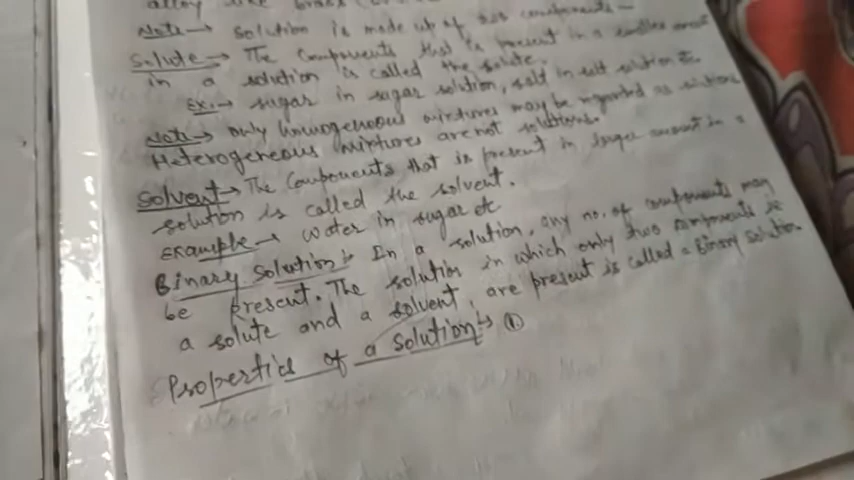 alloy like brass
Note → solution is made up of two components -
Solute → The components that is present in a smaller amount
in a solution is called the solute.
Ex. → sugar in sugar solution, salt in salt solution etc.
Note → only homogeneous mixtures may be regarded as solutions
Heterogeneous mixtures are not solutions.
Solvent → The components that is present in larger amount in a
solution is called the solvent.
Example → water in sugar etc
Binary solution :- In a solution, any no. of components may
be present. The solution in which only two components ie
a solute and a solvent, are present is called a Binary solution.
Properties of a solution :- ①